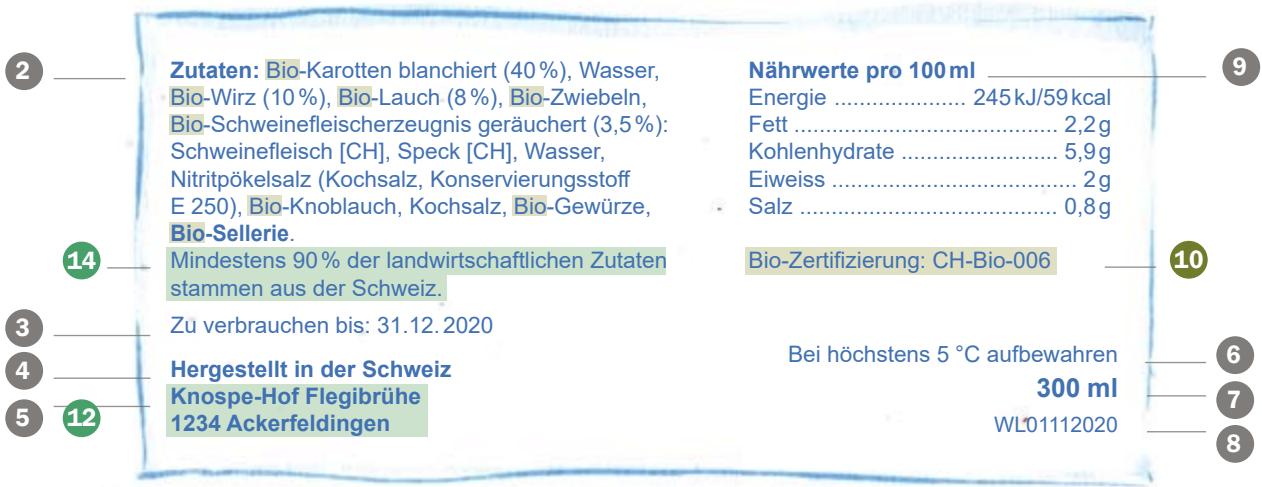 2
Zutaten: Bio-Karotten blanchiert (40 %), Wasser,
Bio-Wirz (10 %), Bio-Lauch (8 %), Bio-Zwiebeln,
Bio-Schweinefleischerzeugnis geräuchert (3,5 %):
Schweinefleisch [CH], Speck [CH], Wasser,
Nitritpökelsalz (Kochsalz, Konservierungsstoff
E 250), Bio-Knoblauch, Kochsalz, Bio-Gewürze,
Bio-Sellerie.
14
Mindestens 90 % der landwirtschaftlichen Zutaten
stammen aus der Schweiz.
3
Zu verbrauchen bis: 31.12.2020
4
Hergestellt in der Schweiz
5 12
Knospe-Hof Flegibrühe
1234 Ackerfeldingen
Nährwerte pro 100 ml
9
Energie .................... 245 kJ/59 kcal
Fett ....................................... 2,2 g
Kohlenhydrate ....................... 5,9 g
Eiweiss ..................................... 2 g
Salz ...................................... 0,8 g
Bio-Zertifizierung: CH-Bio-006
10
Bei höchstens 5 °C aufbewahren
6
300 ml
7
WL01112020
8